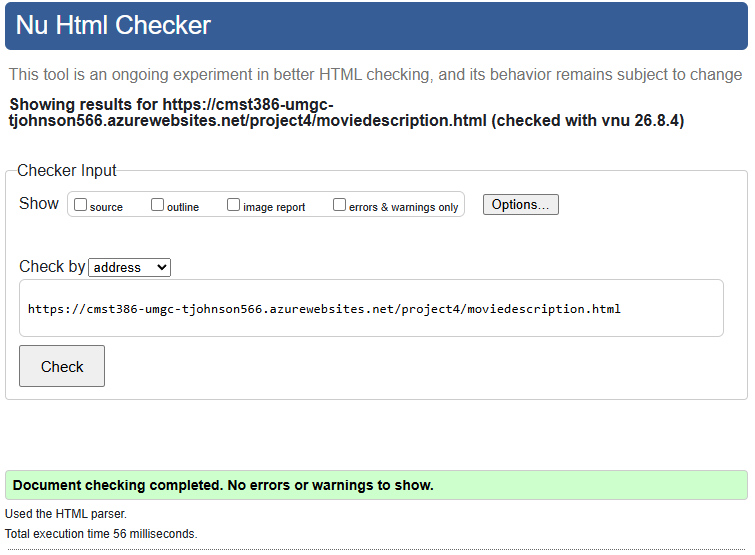 Nu Html Checker
This tool is an ongoing experiment in better HTML checking, and its behavior remains subject to change
Showing results for https://cmst386-umgc-
tjohnson566.azurewebsites.net/project4/moviedescription.html (checked with vnu 26.8.4)
Checker Input
Show source outline image report errors & warnings only Options...
Check by address
https://cmst386-umgc-tjohnson566.azurewebsites.net/project4/moviedescription.html
Check
Document checking completed. No errors or warnings to show.
Used the HTML parser.
Total execution time 56 milliseconds.